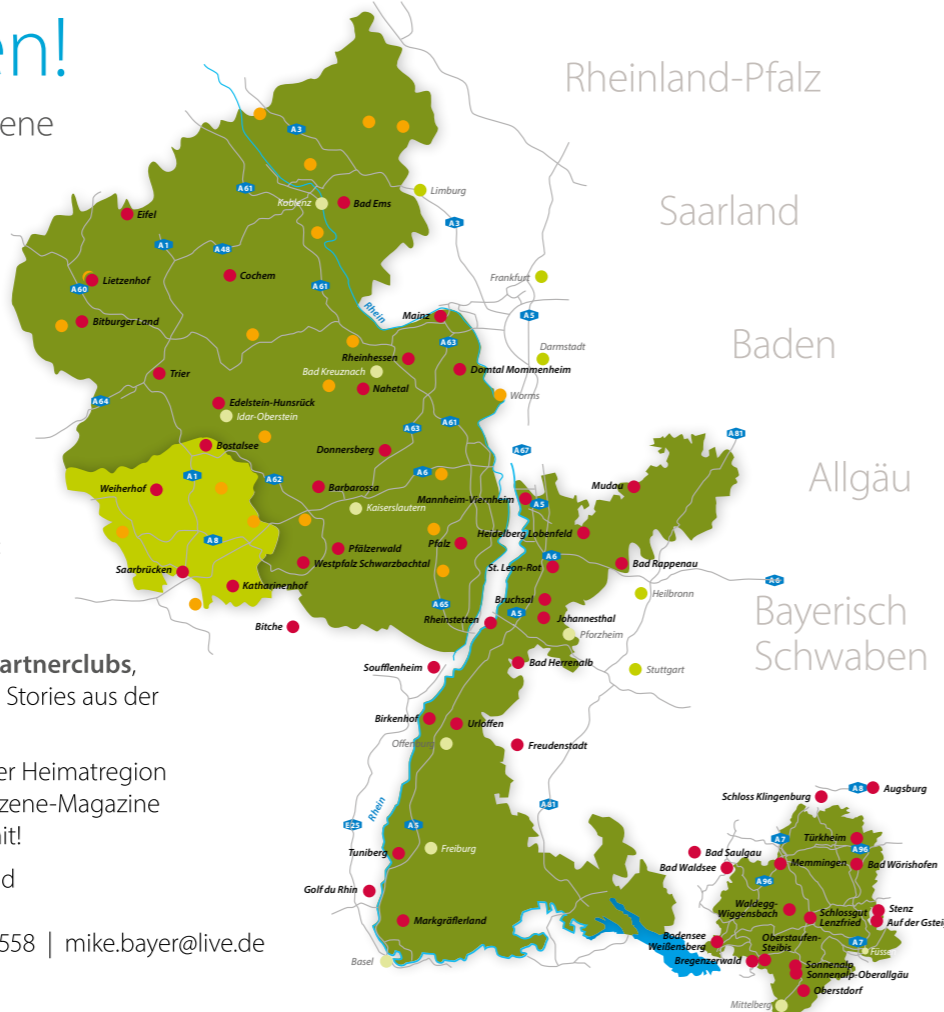 en!
ene
Rheinland-Pfalz
Saarland
Baden
Allgäu
Bayerisch
Schwaben
A3
A61
Koblenz
Bad Ems
Limburg
A3
Eifel
A1
A48
Cochem
A61
Frankfurt
Lietzenhof
A60
Bitburger Land
Rhein
Mainz
A5
A63
Darmstadt
Rheinhessen
Bad Kreuznach
Domtal Mommenheim
Trier
Nahetal
Worms
A64
Edelstein-Hunsrück
Idar-Oberstein
A63
A61
Bostalsee
Donnersberg
A67
A81
A1
A62
A6
Weiherhof
Barbarossa
Mannheim-Viernheim
A5
Mudau
Kaiserslautern
A8
Heidelberg Lobenfeld
Pfälzerwald
Pfalz
A6
Saarbrücken
Westpfalz Schwarzbachtal
St. Leon-Rot
Bad Rappenau
A6
Katharinenhof
Heilbronn
A65
Bruchsal
A5
Johannesthal
Rheinstetten
Bitche
Pforzheim
Soufflenheim
Bad Herrenalb
Stuttgart
Birkenhof
Urloffen
Offenburg
Freudenstadt
Rhein
E25
A5
A81
Freiburg
Tuniberg
Golf du Rhin
Markgräflerland
Basel
A8
Augsburg
Schloss Klingenburg
A7
Türkheim
A96
Bad Saulgau
Bad Waldsee
Memmingen
Bad Wörishofen
A96
Waldegg-
Wiggensbach
Schlossgut
Lenzfried
Stenz
Auf der Gsteig
Bodensee
Weißensberg
Oberstaufen-
Steibis
A7
Füssen
Bregenzerwald
Sonnenalp
Sonnenalp-Oberallgäu
Oberstdorf
Mittelberg
artnerclubs,
Stories aus der
er Heimatregion
zene-Magazine
nit!
d
558 | mike.bayer@live.de